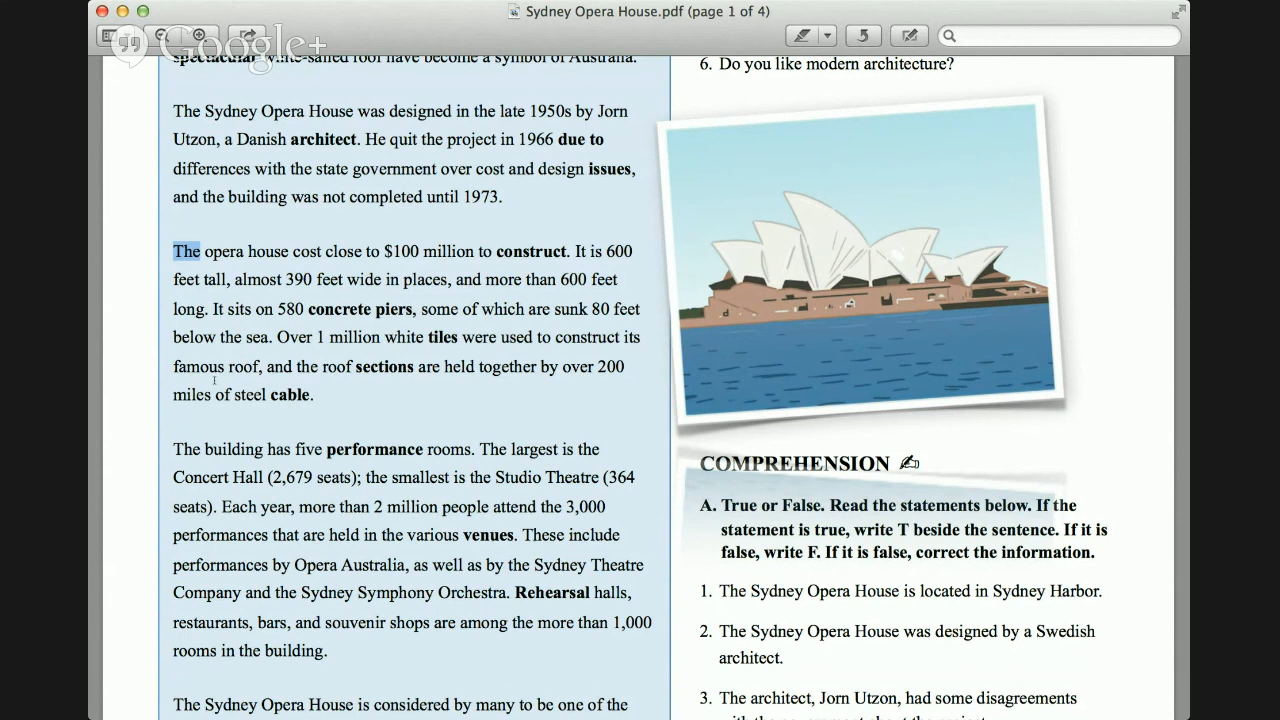 Sydney Opera House.pdf (page 1 of 4)
Google+
spectacular white-sailed roof have become a symbol of Australia.
The Sydney Opera House was designed in the late 1950s by Jorn
Utzon, a Danish architect. He quit the project in 1966 due to
differences with the state government over cost and design issues,
and the building was not completed until 1973.
The opera house cost close to $100 million to construct. It is 600
feet tall, almost 390 feet wide in places, and more than 600 feet
long. It sits on 580 concrete piers, some of which are sunk 80 feet
below the sea. Over 1 million white tiles were used to construct its
famous roof, and the roof sections are held together by over 200
miles of steel cable.
The building has five performance rooms. The largest is the
Concert Hall (2,679 seats); the smallest is the Studio Theatre (364
seats). Each year, more than 2 million people attend the 3,000
performances that are held in the various venues. These include
performances by Opera Australia, as well as by the Sydney Theatre
Company and the Sydney Symphony Orchestra. Rehearsal halls,
restaurants, bars, and souvenir shops are among the more than 1,000
rooms in the building.
The Sydney Opera House is considered by many to be one of the
6. Do you like modern architecture?
COMPREHENSION
A. True or False. Read the statements below. If the
statement is true, write T beside the sentence. If it is
false, write F. If it is false, correct the information.
1. The Sydney Opera House is located in Sydney Harbor.
2. The Sydney Opera House was designed by a Swedish
architect.
3. The architect, Jorn Utzon, had some disagreements
with the government about the project.